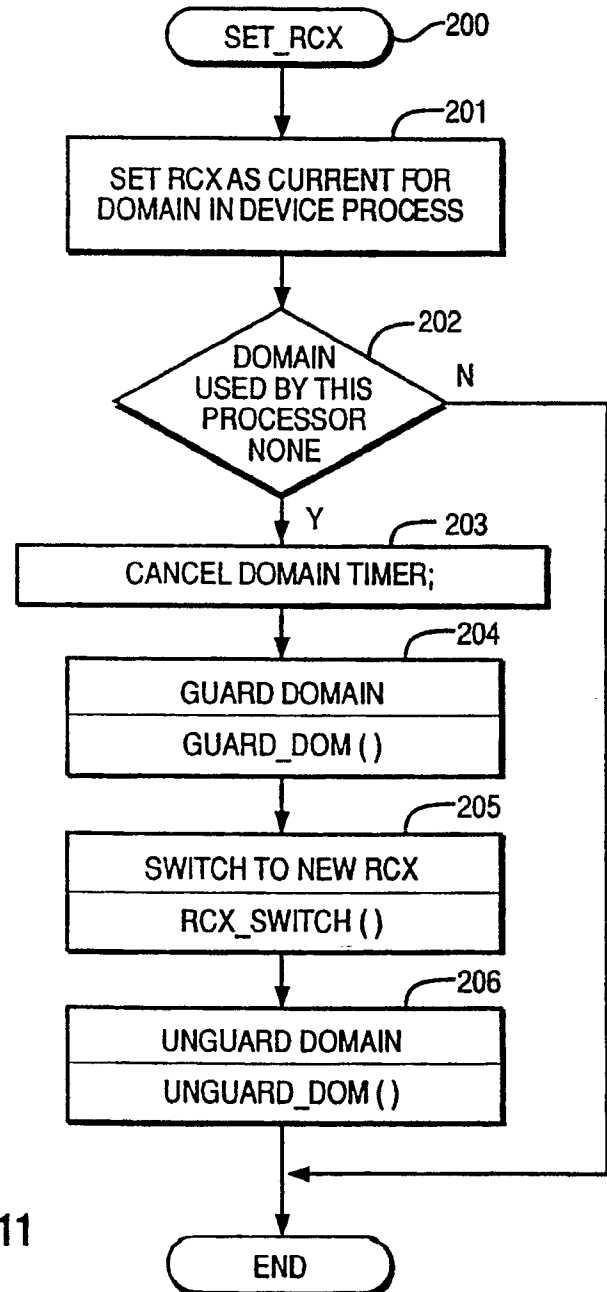 SET_RCX
200
201
SET RCX AS CURRENT FOR
DOMAIN IN DEVICE PROCESS
202
DOMAIN
USED BY THIS
PROCESSOR
NONE
N
Y
203
CANCEL DOMAIN TIMER;
204
GUARD DOMAIN
GUARD_DOM ( )
205
SWITCH TO NEW RCX
RCX_SWITCH ( )
206
UNGUARD DOMAIN
UNGUARD_DOM ( )
11
END